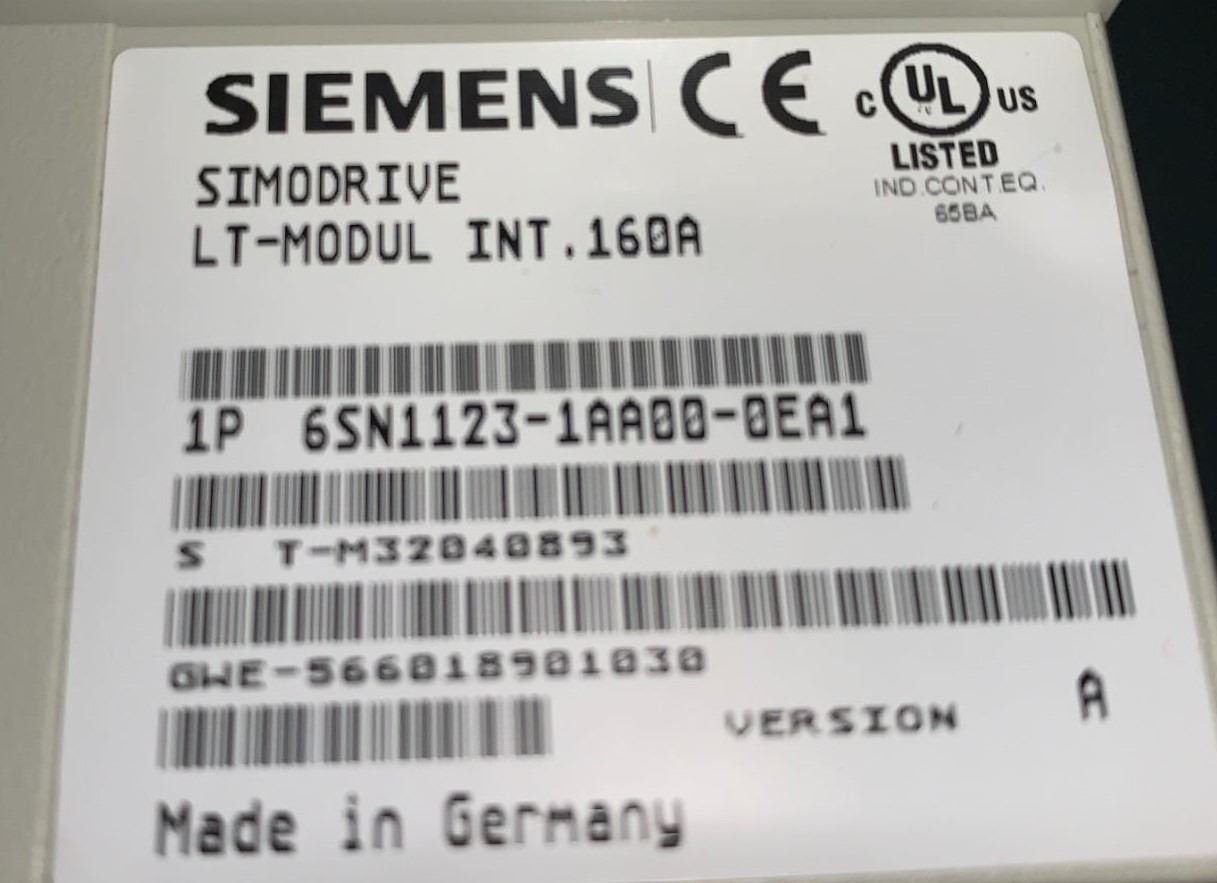 SIEMENS CE C UL US
LISTED
SIMODRIVE
IND.CONT.EQ.
65BA
LT-MODUL INT.160A
1P 6SN1123-1AA00-0EA1
S T-M32040893
GWE-566018901030
VERSION A
Made in Germany